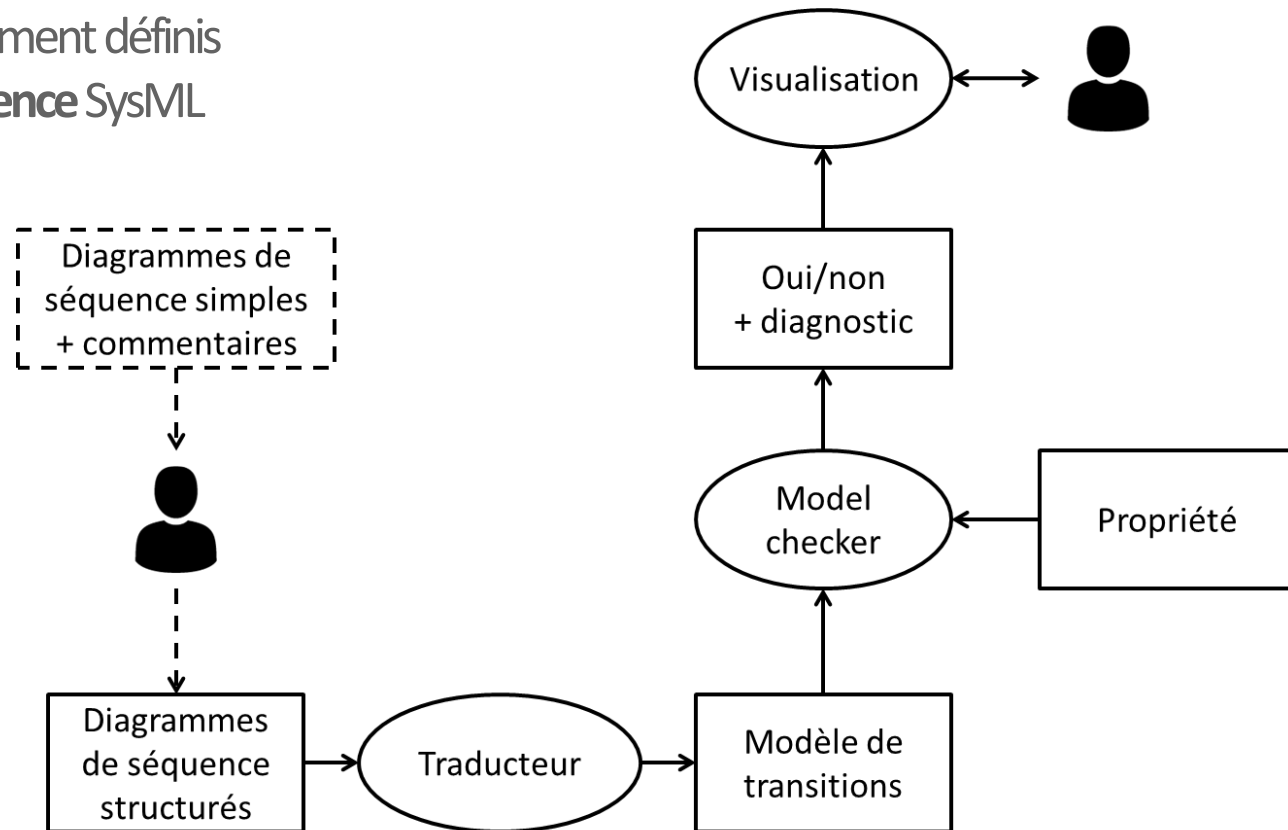 ment définis
ence SysML
Visualisation
Diagrammes de
séquence simples
+ commentaires
Oui/non
+ diagnostic
Model
checker
Propriété
Diagrammes
de séquence
structurés
Traducteur
Modèle de
transitions